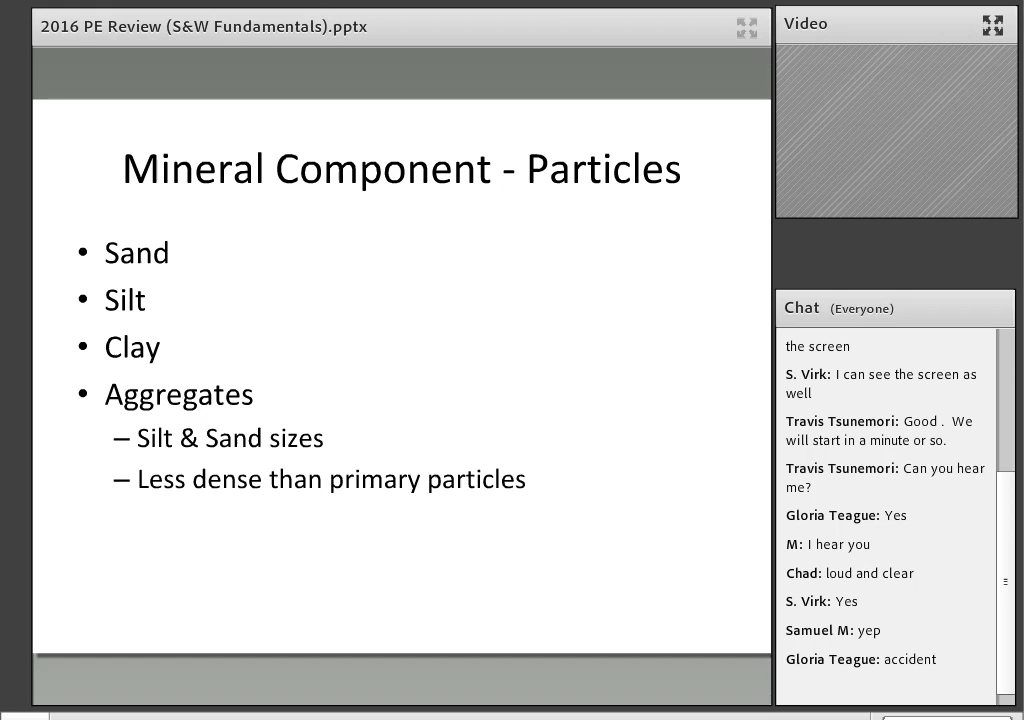 2016 PE Review (S&W Fundamentals).pptx
Mineral Component - Particles
• Sand
• Silt
• Clay
• Aggregates
– Silt & Sand sizes
– Less dense than primary particles
Video
Chat (Everyone)
the screen
S. Virk: I can see the screen as
well
Travis Tsunemori: Good . We
will start in a minute or so.
Travis Tsunemori: Can you hear
me?
Gloria Teague: Yes
M: I hear you
Chad: loud and clear
S. Virk: Yes
Samuel M: yep
Gloria Teague: accident